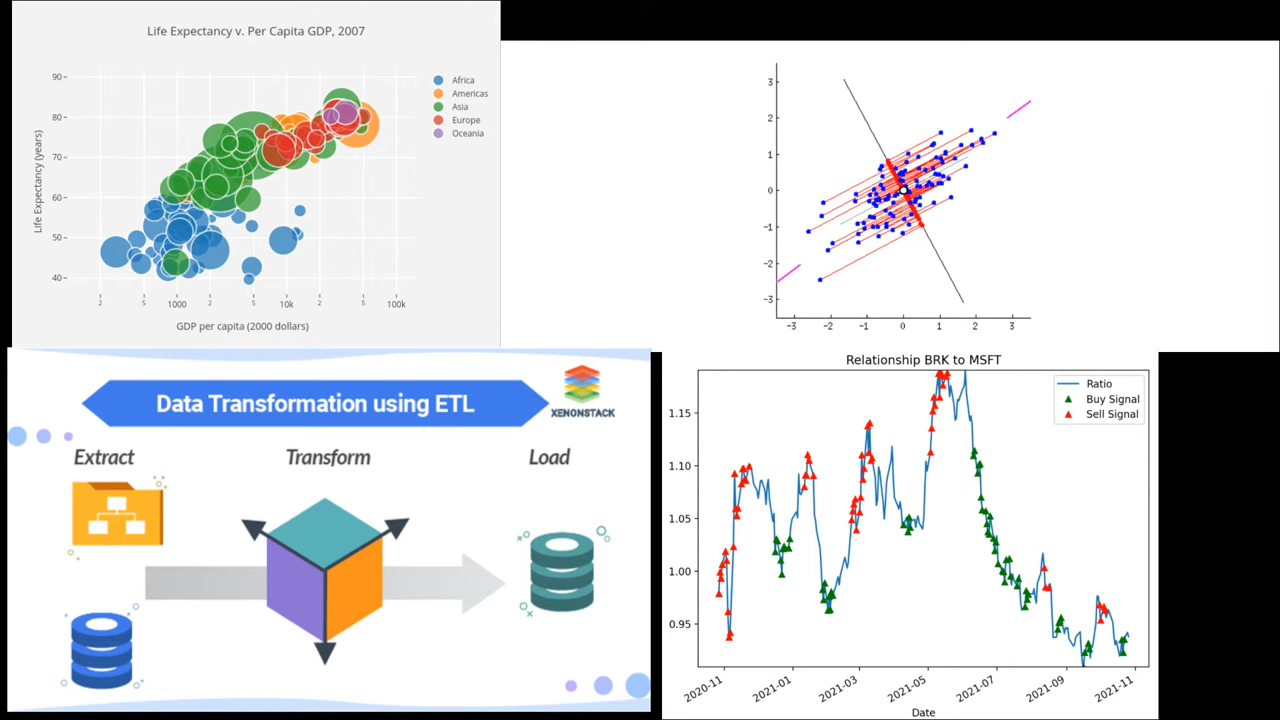 Life Expectancy v. Per Capita GDP, 2007
90
80
70
60
50
40
Life Expectancy (years)
2 5 1000 2 5 10k 2 5 100k
GDP per capita (2000 dollars)
Africa
Americas
Asia
Europe
Oceania
3
2
1
0
−1
−2
−3
−3 −2 −1 0 1 2 3
Data Transformation using ETL
XENONSTACK
Extract Transform Load
Relationship BRK to MSFT
Ratio
Buy Signal
Sell Signal
1.15
1.10
1.05
1.00
0.95
2020-11 2021-01 2021-03 2021-05 2021-07 2021-09 2021-11
Date